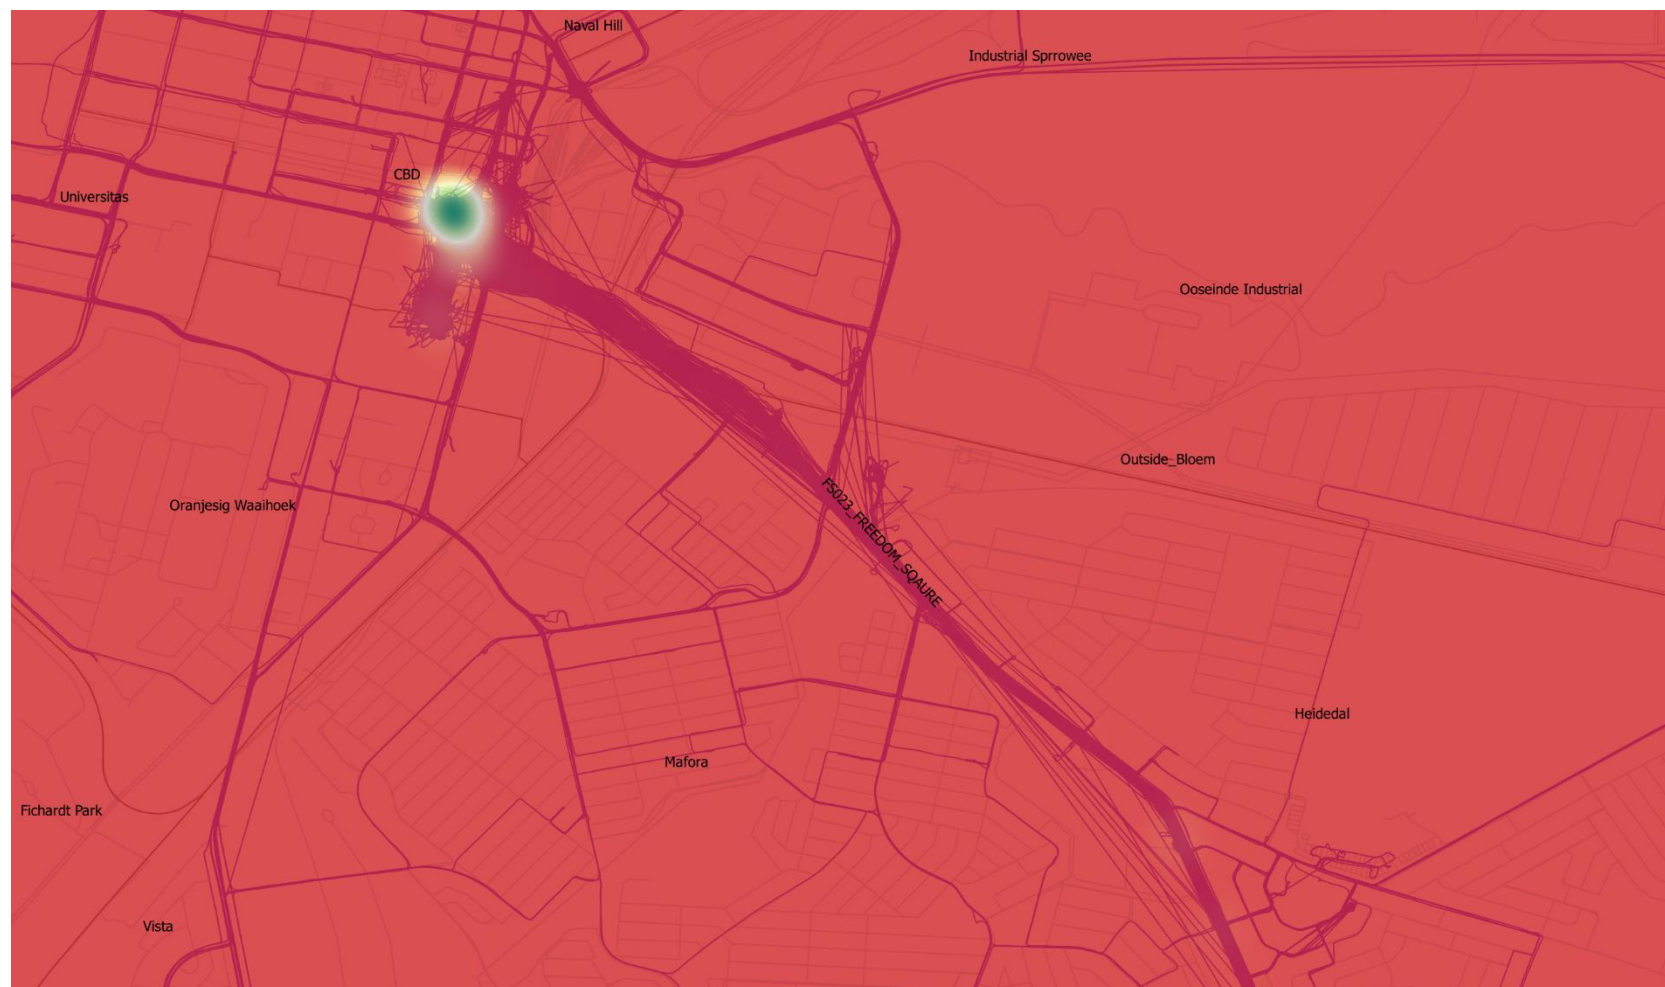 Naval Hill
Industrial Sprrowee
CBD
Universitas
Ooseinde Industrial
Outside_Bloem
Oranjesig Waaihoek
FS023_FREEDOM_SQAURE
Heidedal
Mafora
Fichardt Park
Vista